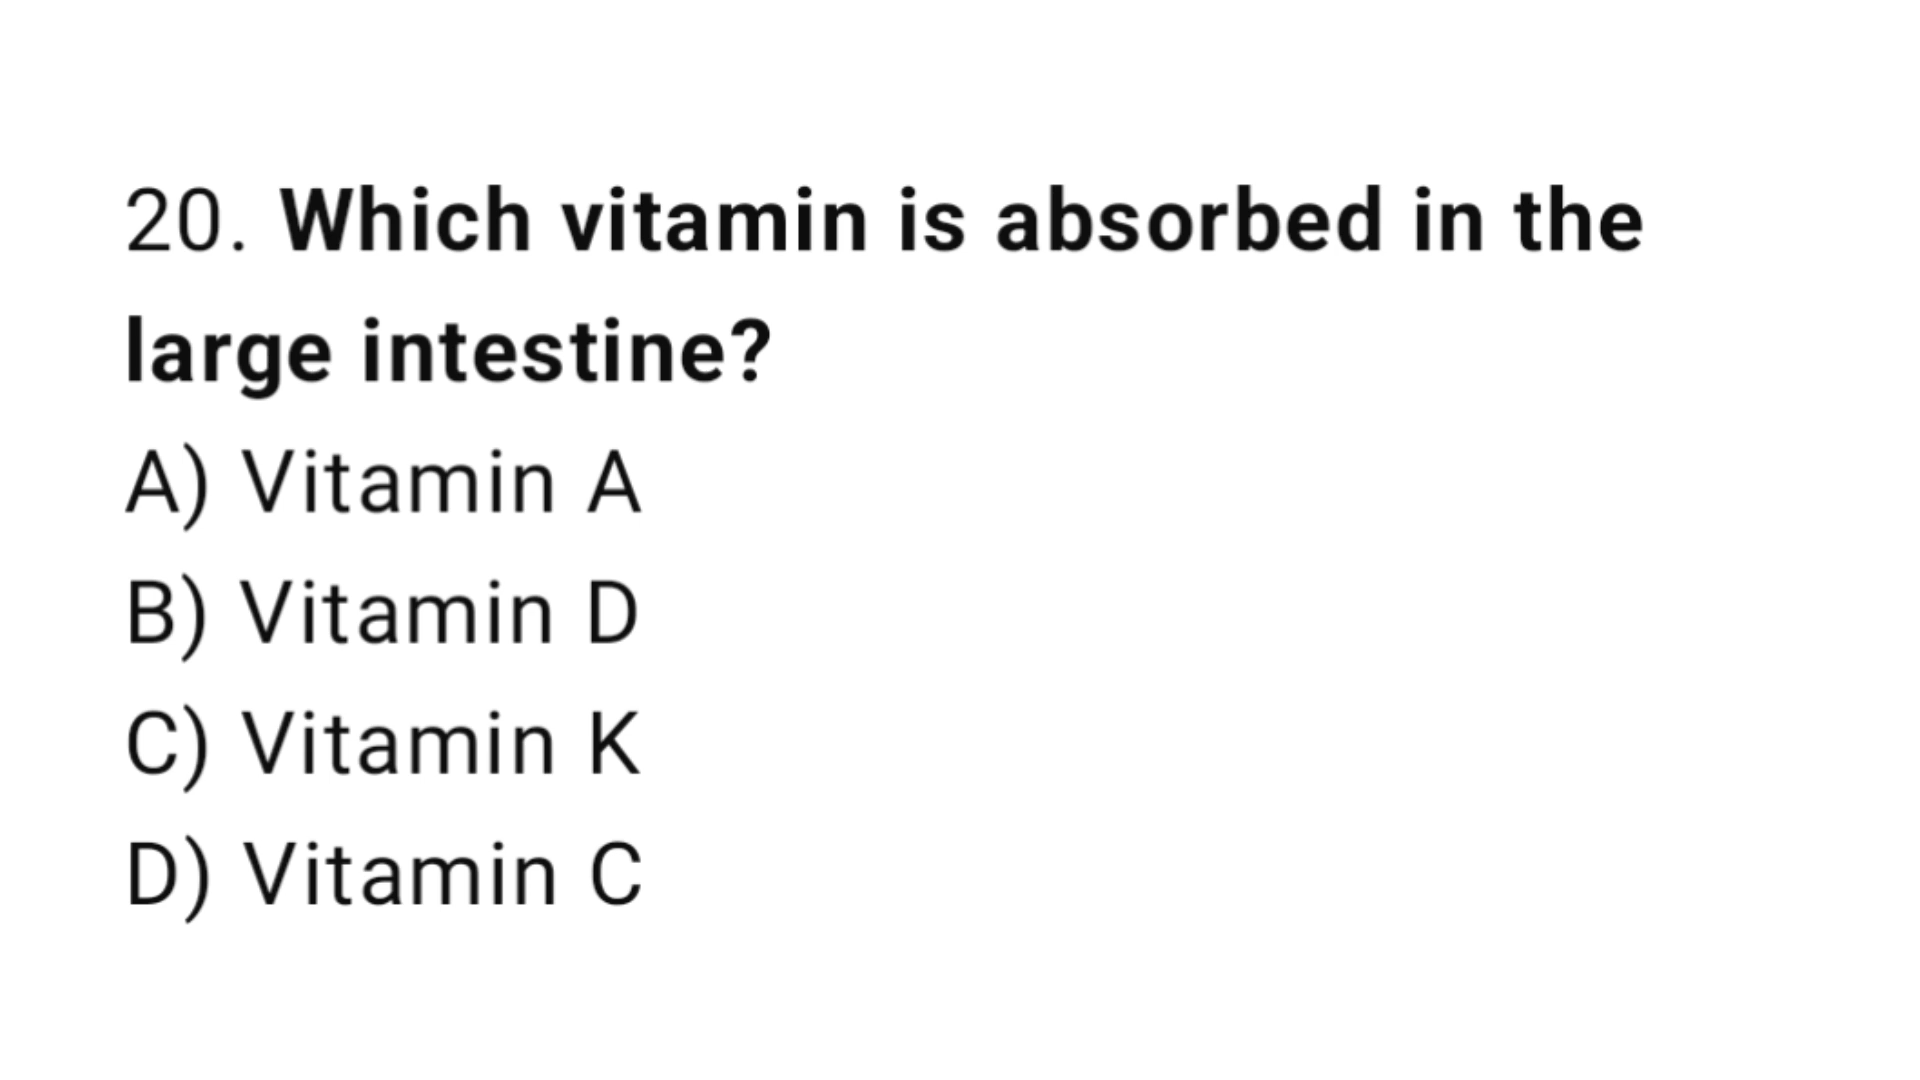 20. Which vitamin is absorbed in the
large intestine?
A) Vitamin A
B) Vitamin D
C) Vitamin K
D) Vitamin C